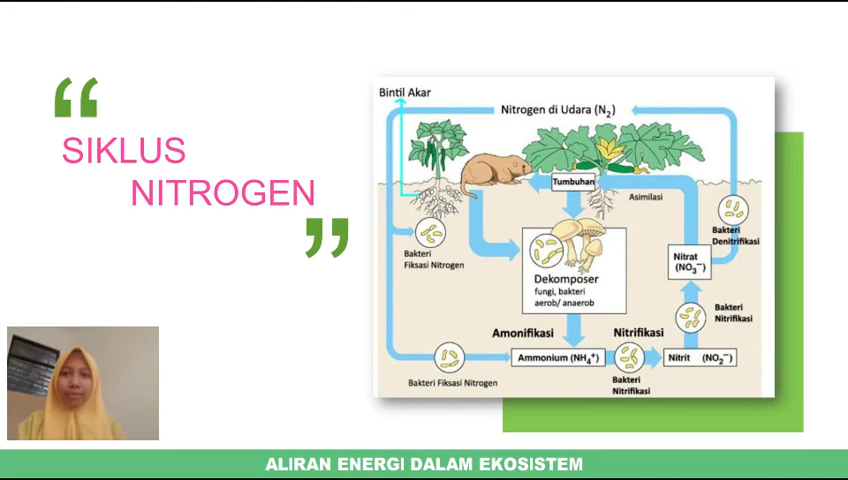 SIKLUS
NITROGEN
Bintil Akar
Nitrogen di Udara (N₂)
Tumbuhan
Asimilasi
Bakteri
Fiksasi Nitrogen
Bakteri
Denitrifikasi
Nitrat
(NO₃⁻)
Dekomposer
fungi, bakteri
aerob/ anaerob
Bakteri
Nitrifikasi
Amonifikasi
Nitrifikasi
Ammonium (NH₄⁺)
Nitrit (NO₂⁻)
Bakteri Fiksasi Nitrogen
Bakteri
Nitrifikasi
ALIRAN ENERGI DALAM EKOSISTEM